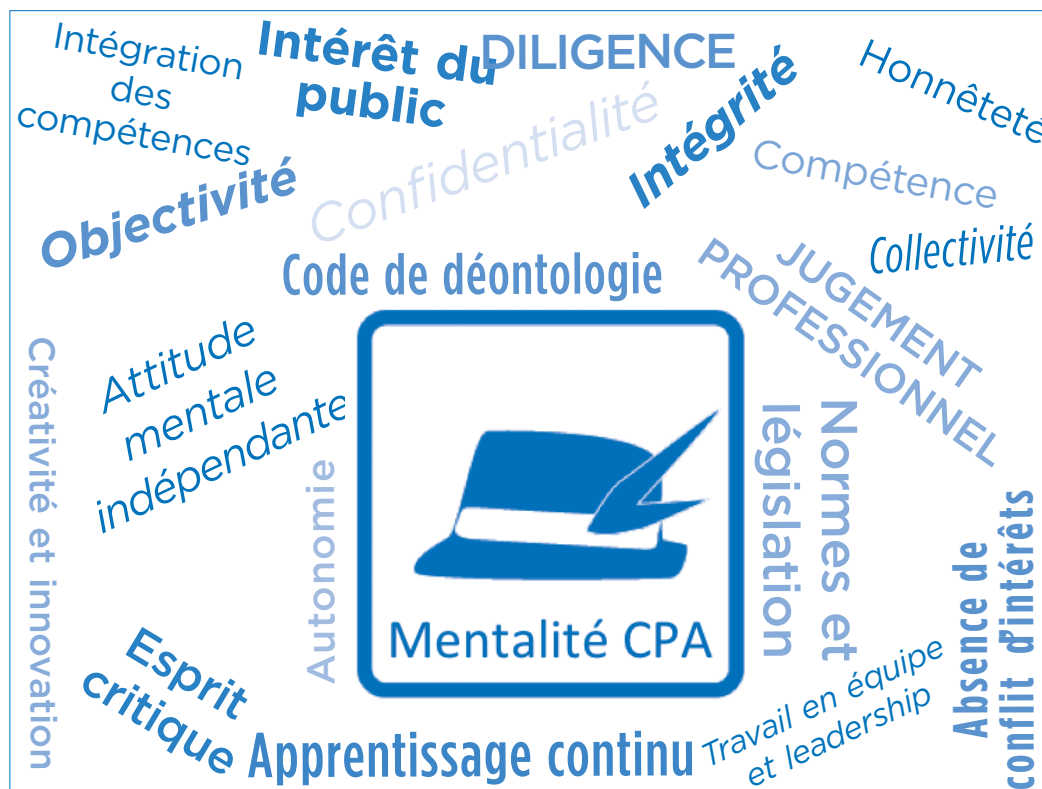 Intégration
des
compétences
Intérêt du
public
DILIGENCE
Confidentialité
Intégrité
Honnêteté
Compétence
Objectivité
Code de déontologie
JUGEMENT
PROFESSIONNEL
Collectivité
Créativité et innovation
Attitude
mentale
indépendante
Autonomie
Mentalité CPA
Normes et
législation
Absence de
conflit d'intérêts
Esprit
critique
Apprentissage continu
Travail en équipe
et leadership